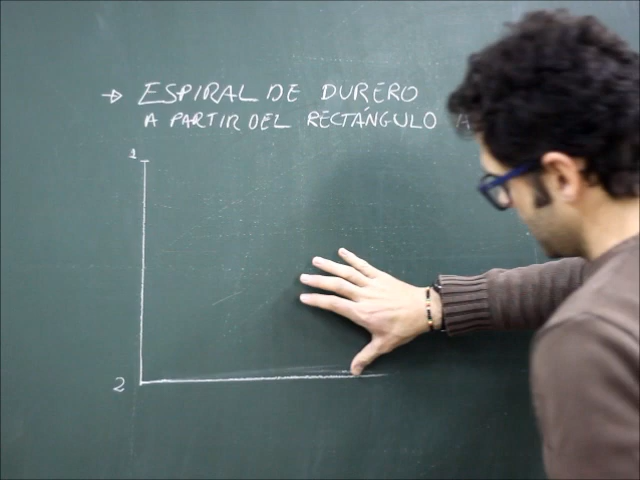 → ESPIRAL DE DURERO
A PARTIR DEL RECTÁNGULO A
1
2